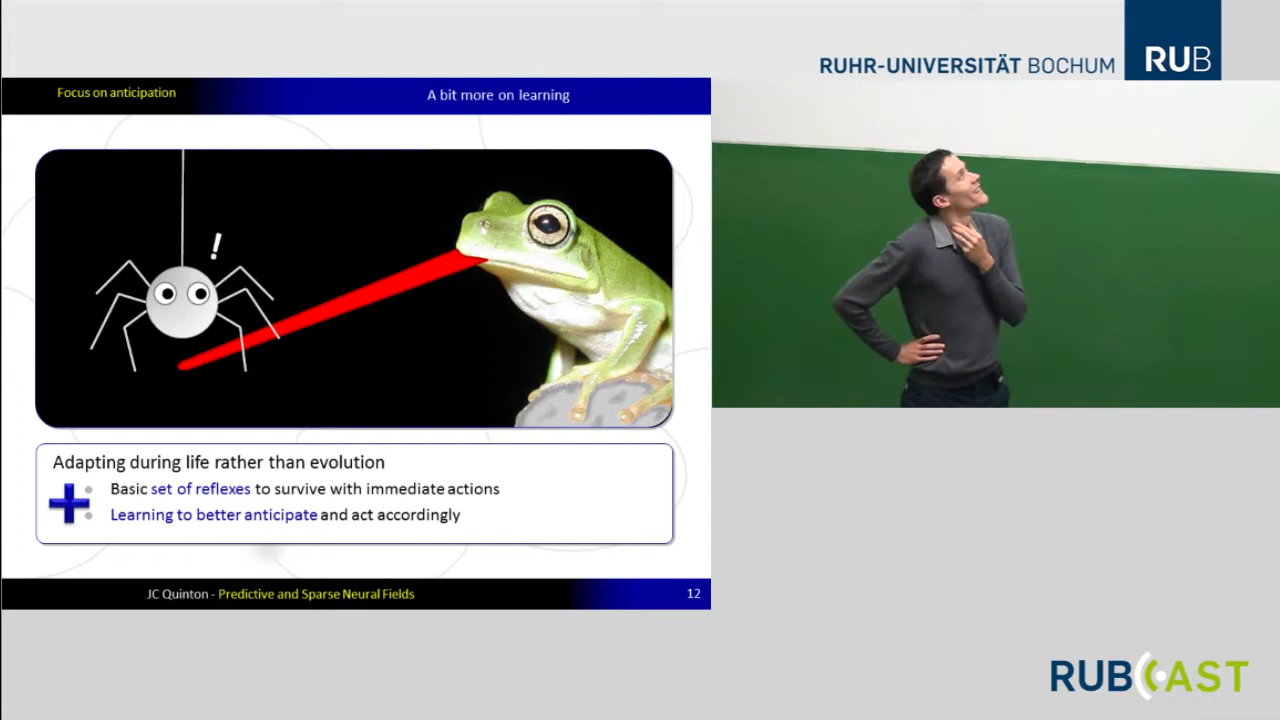 RUHR-UNIVERSITÄT BOCHUM
RUB
Focus on anticipation
A bit more on learning
!
Adapting during life rather than evolution
Basic set of reflexes to survive with immediate actions
Learning to better anticipate and act accordingly
JC Quinton - Predictive and Sparse Neural Fields
12
RUBCAST